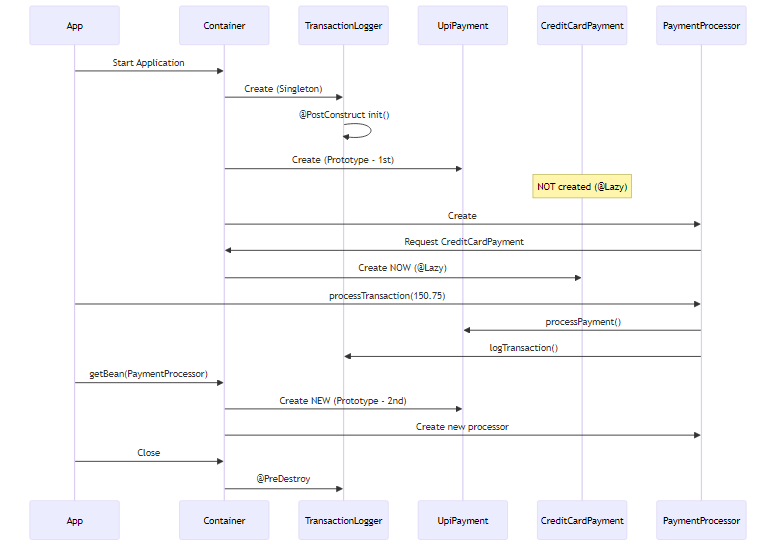 App
Container
TransactionLogger
UpiPayment
CreditCardPayment
PaymentProcessor
Start Application
Create (Singleton)
@PostConstruct init()
Create (Prototype - 1st)
NOT created (@Lazy)
Create
Request CreditCardPayment
Create NOW (@Lazy)
processTransaction(150.75)
processPayment()
logTransaction()
getBean(PaymentProcessor)
Create NEW (Prototype - 2nd)
Create new processor
Close
@PreDestroy
App
Container
TransactionLogger
UpiPayment
CreditCardPayment
PaymentProcessor